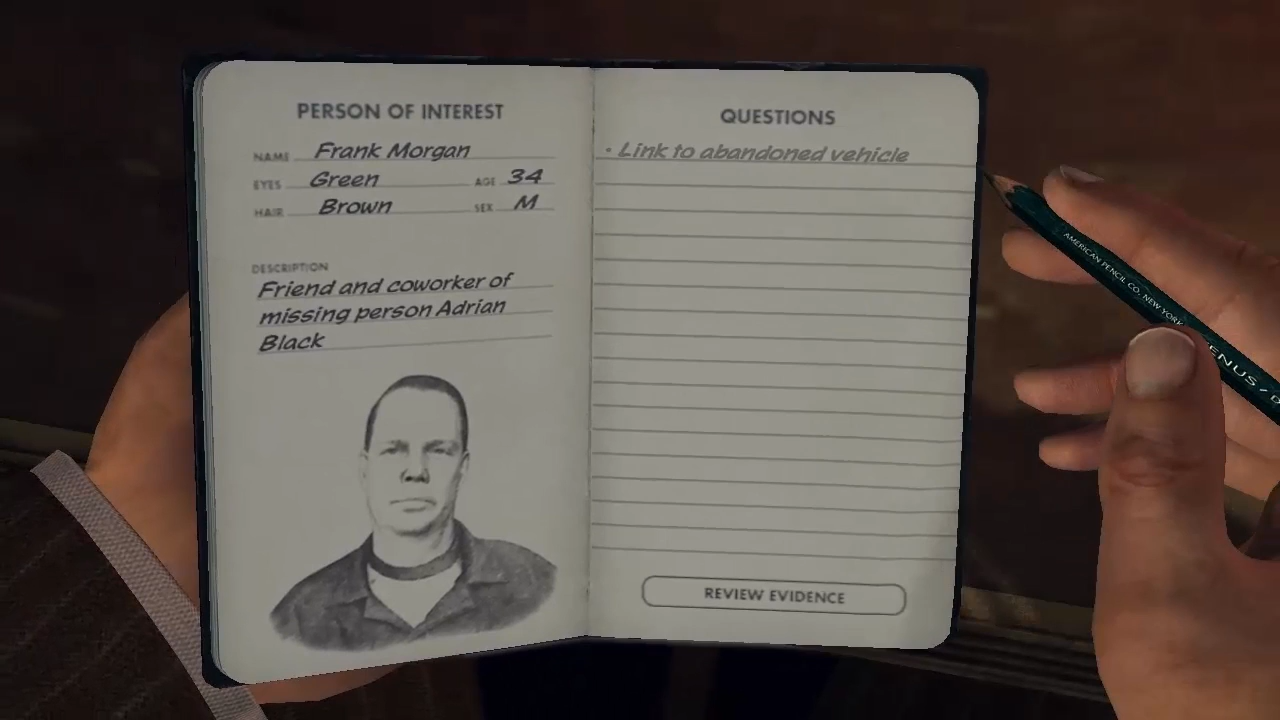 PERSON OF INTEREST
NAME Frank Morgan
EYES Green AGE 34
HAIR Brown SEX M
DESCRIPTION
Friend and coworker of
missing person Adrian
Black
QUESTIONS
• Link to abandoned vehicle
REVIEW EVIDENCE
AMERICAN PENCIL CO. NEW YORK